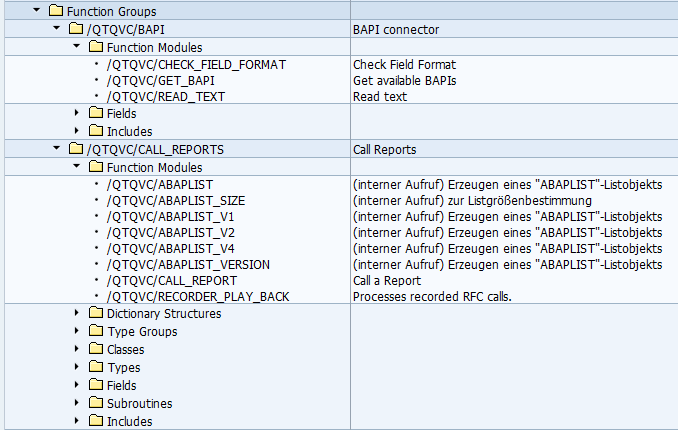 Function Groups
/QTQVC/BAPI BAPI connector
Function Modules
/QTQVC/CHECK_FIELD_FORMAT Check Field Format
/QTQVC/GET_BAPI Get available BAPIs
/QTQVC/READ_TEXT Read text
Fields
Includes
/QTQVC/CALL_REPORTS Call Reports
Function Modules
/QTQVC/ABAPLIST (interner Aufruf) Erzeugen eines "ABAPLIST"-Listobjekts
/QTQVC/ABAPLIST_SIZE (interner Aufruf) zur Listgrößenbestimmung
/QTQVC/ABAPLIST_V1 (interner Aufruf) Erzeugen eines "ABAPLIST"-Listobjekts
/QTQVC/ABAPLIST_V2 (interner Aufruf) Erzeugen eines "ABAPLIST"-Listobjekts
/QTQVC/ABAPLIST_V4 (interner Aufruf) Erzeugen eines "ABAPLIST"-Listobjekts
/QTQVC/ABAPLIST_VERSION (interner Aufruf) Erzeugen eines "ABAPLIST"-Listobjekts
/QTQVC/CALL_REPORT Call a Report
/QTQVC/RECORDER_PLAY_BACK Processes recorded RFC calls.
Dictionary Structures
Type Groups
Classes
Types
Fields
Subroutines
Includes